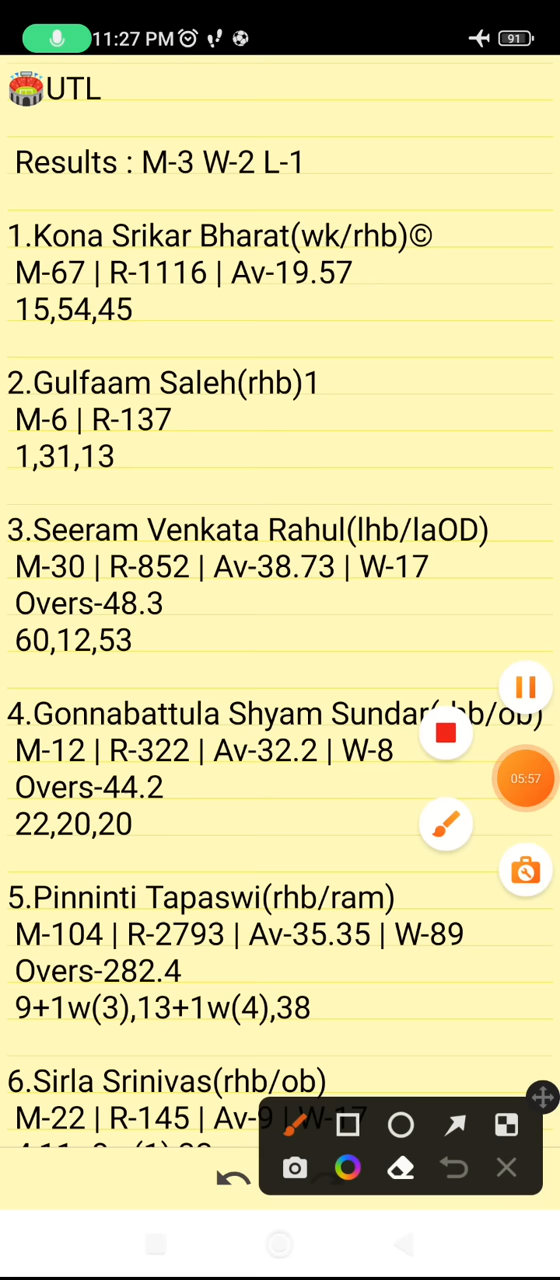 11:27 PM
91
🏟️UTL
Results : M-3 W-2 L-1
1.Kona Srikar Bharat(wk/rhb)©
M-67 | R-1116 | Av-19.57
15,54,45
2.Gulfaam Saleh(rhb)1
M-6 | R-137
1,31,13
3.Seeram Venkata Rahul(lhb/laOD)
M-30 | R-852 | Av-38.73 | W-17
Overs-48.3
60,12,53
4.Gonnabattula Shyam Sundar(
M-12 | R-322 | Av-32.2 | W-8
Overs-44.2
22,20,20
05:57
5.Pinninti Tapaswi(rhb/ram)
M-104 | R-2793 | Av-35.35 | W-89
Overs-282.4
9+1w(3),13+1w(4),38
6.Sirla Srinivas(rhb/ob)
M-22 | R-145 | Av-9 | W-17